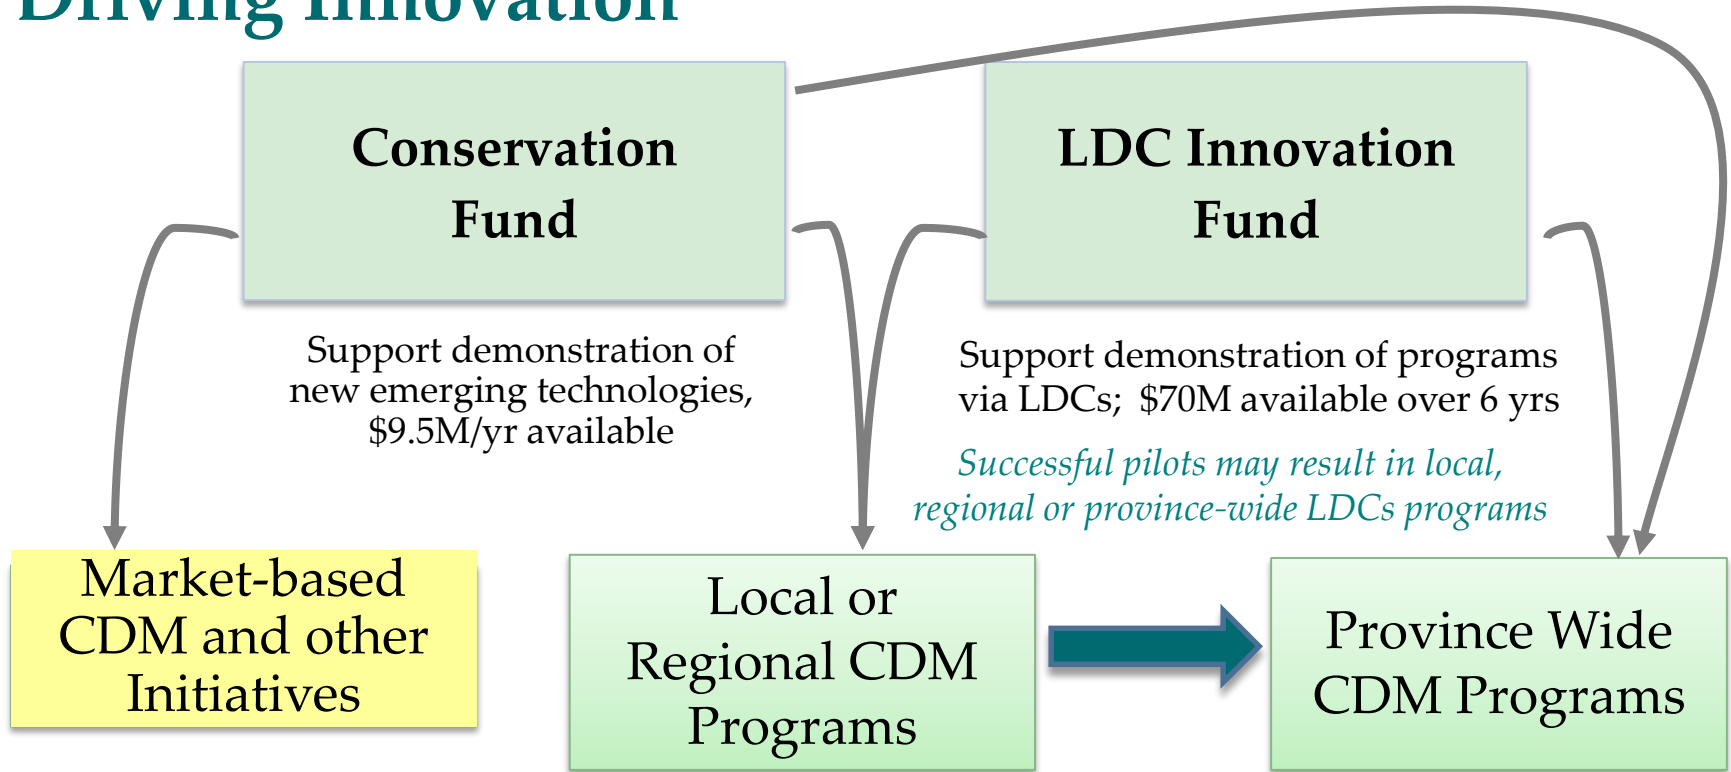 Driving Innovation
Conservation
Fund
LDC Innovation
Fund
Support demonstration of
new emerging technologies,
$9.5M/yr available
Support demonstration of programs
via LDCs; $70M available over 6 yrs
Successful pilots may result in local,
regional or province-wide LDCs programs
Market-based
CDM and other
Initiatives
Local or
Regional CDM
Programs
Province Wide
CDM Programs